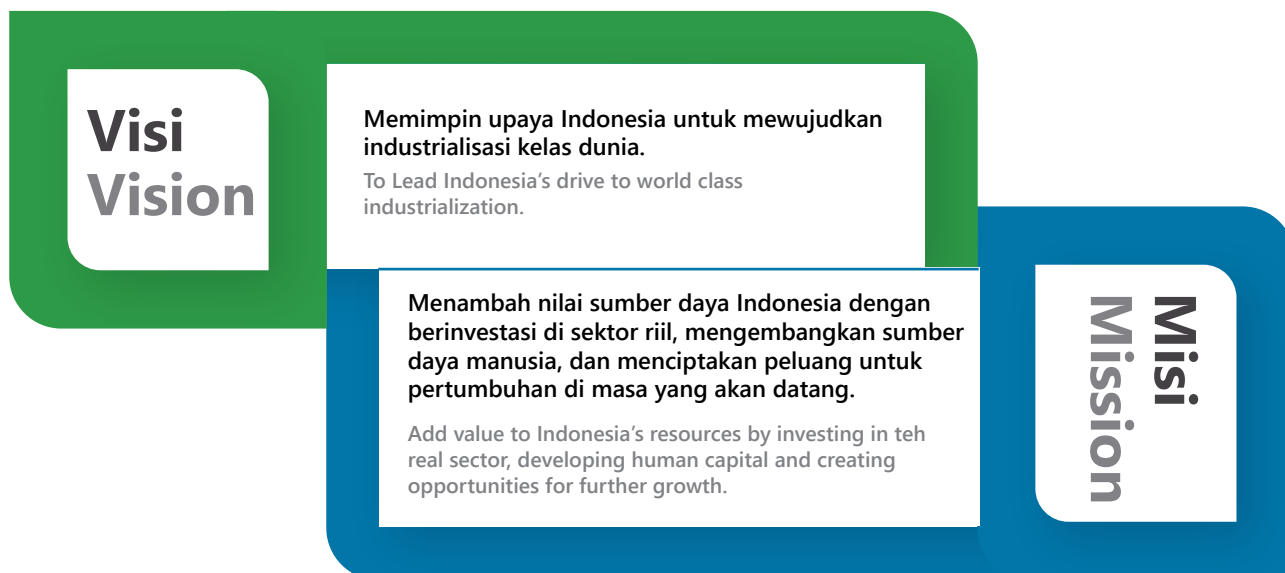 Visi
Vision
Memimpin upaya Indonesia untuk mewujudkan
industrialisasi kelas dunia.
To Lead Indonesia’s drive to world class
industrialization.
Misi
Mission
Menambah nilai sumber daya Indonesia dengan
berinvestasi di sektor riil, mengembangkan sumber
daya manusia, dan menciptakan peluang untuk
pertumbuhan di masa yang akan datang.
Add value to Indonesia’s resources by investing in teh
real sector, developing human capital and creating
opportunities for further growth.